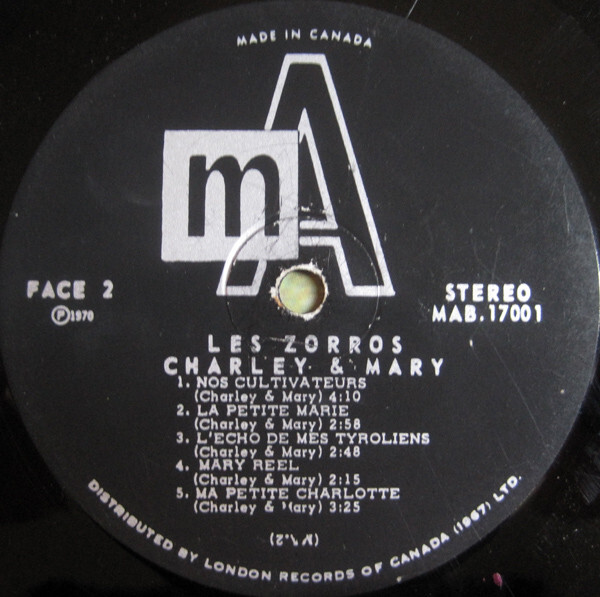 MADE IN CANADA
mA
FACE 2
Ⓟ1970
STEREO
MAB.17001
LES ZORROS
CHARLEY & MARY
1. NOS CULTIVATEURS
(Charley & Mary) 4:10
2. LA PETITE MARIE
(Charley & Mary) 2:58
3. L'ECHO DE MES TYROLIENS
(Charley & Mary) 2:48
4. MARY REEL
(Charley & Mary) 2:15
5. MA PETITE CHARLOTTE
(Charley & Mary) 3:25
DISTRIBUTED BY LONDON RECORDS OF CANADA (1967) LTD.